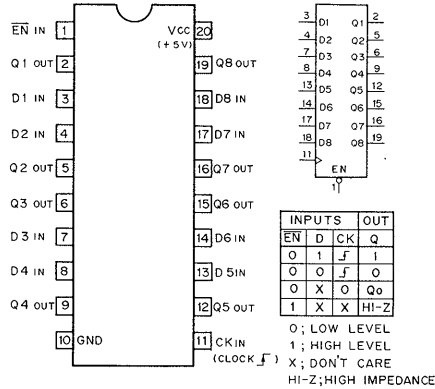 EN IN 1
Q1 OUT 2
D1 IN 3
D2 IN 4
Q2 OUT 5
Q3 OUT 6
D3 IN 7
D4 IN 8
Q4 OUT 9
10 GND
VCC 20
(+5V)
19 Q8 OUT
18 D8 IN
17 D7 IN
16 Q7 OUT
15 Q6 OUT
14 D6 IN
13 D5IN
12 Q5 OUT
11 CK IN
(CLOCK)
3 D1 Q1 2
4 D2 Q2 5
7 D3 Q3 6
8 D4 Q4 9
13 D5 Q5 12
14 D6 Q6 15
17 D7 Q7 16
18 D8 Q8 19
11
EN
1
INPUTS OUT
EN D CK Q
0 1 1
0 0 0
0 X 0 Qo
1 X X HI-Z
0; LOW LEVEL
1; HIGH LEVEL
X; DON'T CARE
HI-Z; HIGH IMPEDANCE